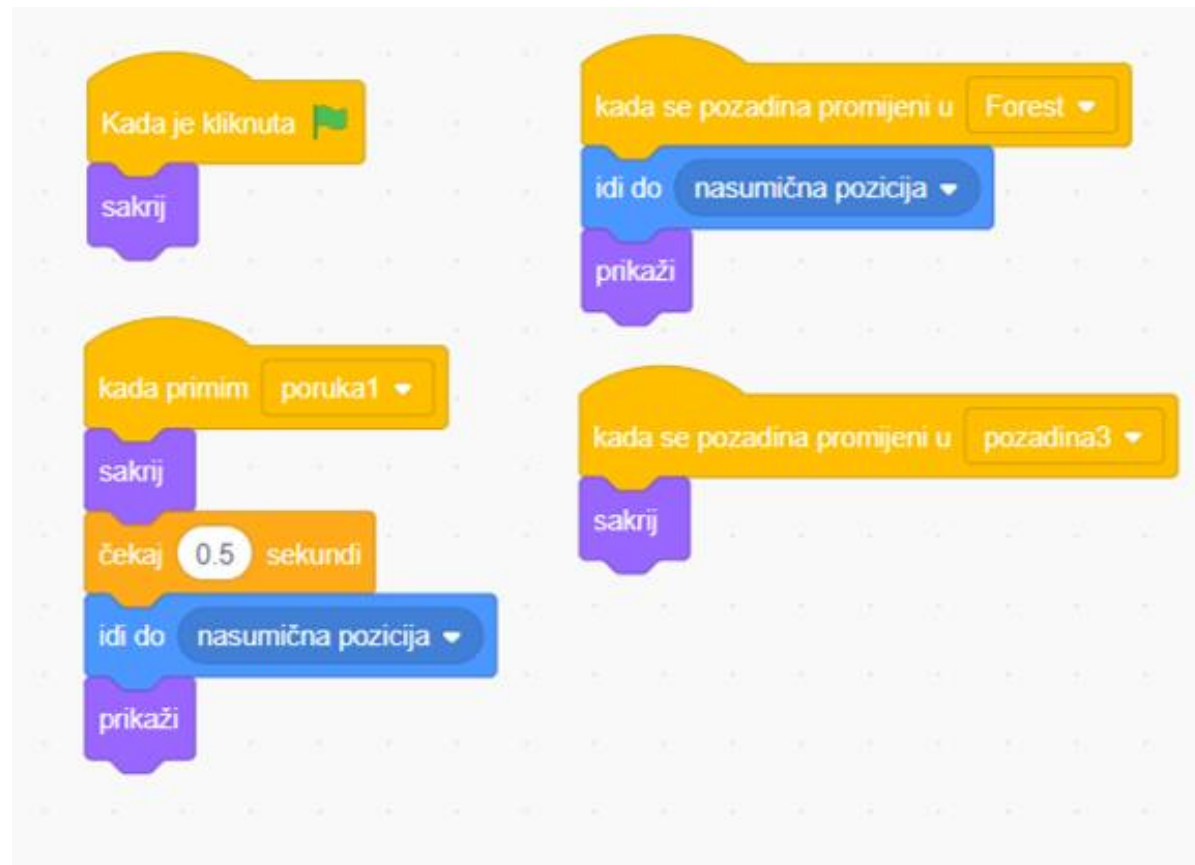 Kada je kliknuta
sakrij
kada primim poruka1
sakrij
čekaj 0.5 sekundi
idi do nasumična pozicija
prikaži
kada se pozadina promijeni u Forest
idi do nasumična pozicija
prikaži
kada se pozadina promijeni u pozadina3
sakrij